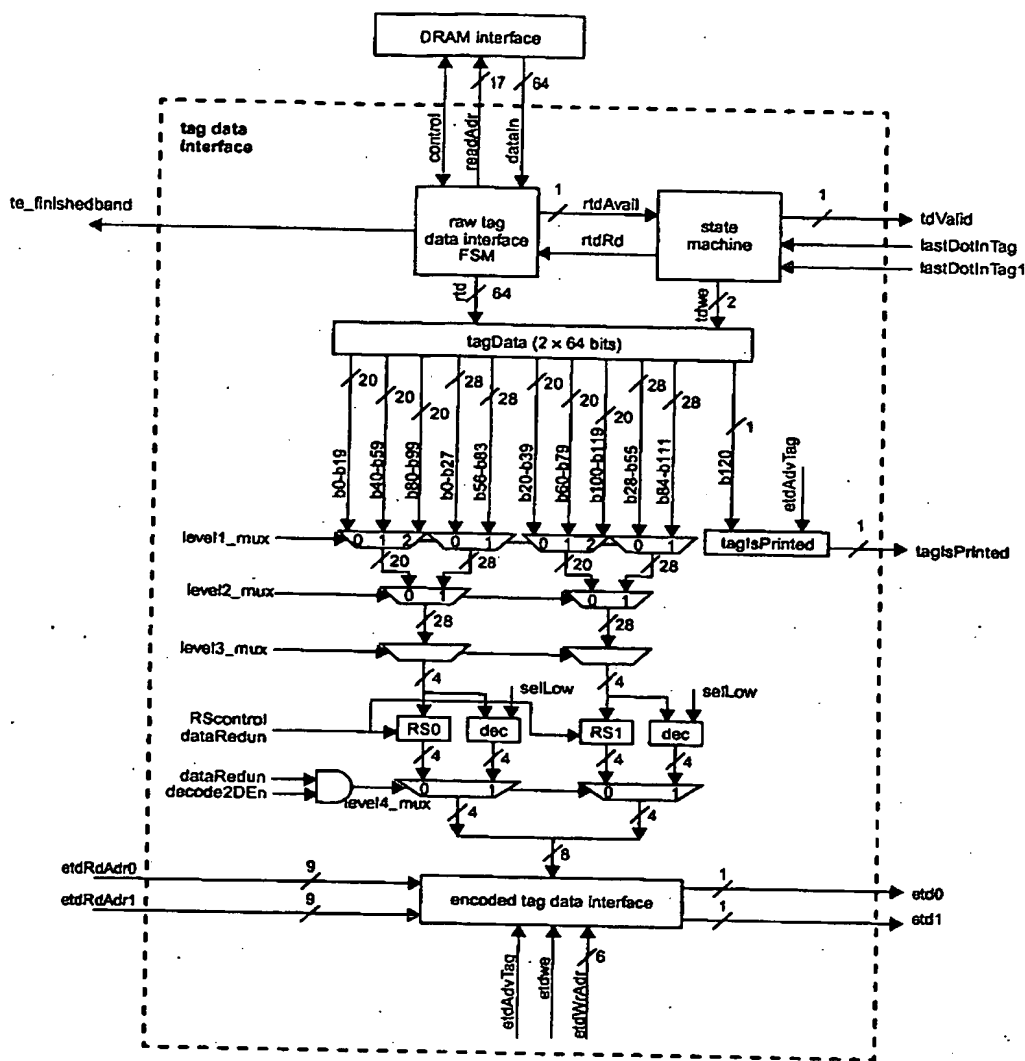 DRAM interface
17
64
tag data
interface
control
readAdr
dataIn
te_finishedband
raw tag
data interface
FSM
1
rtdAvail
rtdRd
state
machine
1
tdValid
lastDotInTag
lastDotInTag1
rtd
64
tdwe
2
tagData (2 × 64 bits)
20
20
20
28
28
20
20
20
28
28
1
b0-b19
b40-b59
b80-b99
b0-b27
b56-b83
b20-b39
b60-b79
b100-b119
b28-b55
b84-b111
b120
etdAdvTag
level1_mux
0 1 2
0 1
0 1 2
0 1
tagIsPrinted
1
tagIsPrinted
20
28
20
28
level2_mux
0 1
0 1
28
28
level3_mux
4
4
selLow
selLow
RScontrol
dataRedun
RS0
dec
RS1
dec
4
4
4
4
dataRedun
decode2DEn
level4_mux
0 1
0 1
4
4
8
etdRdAdr0
9
etdRdAdr1
9
encoded tag data interface
1
etd0
1
etd1
etdAdvTag
etdwe
etdWrAdr
6